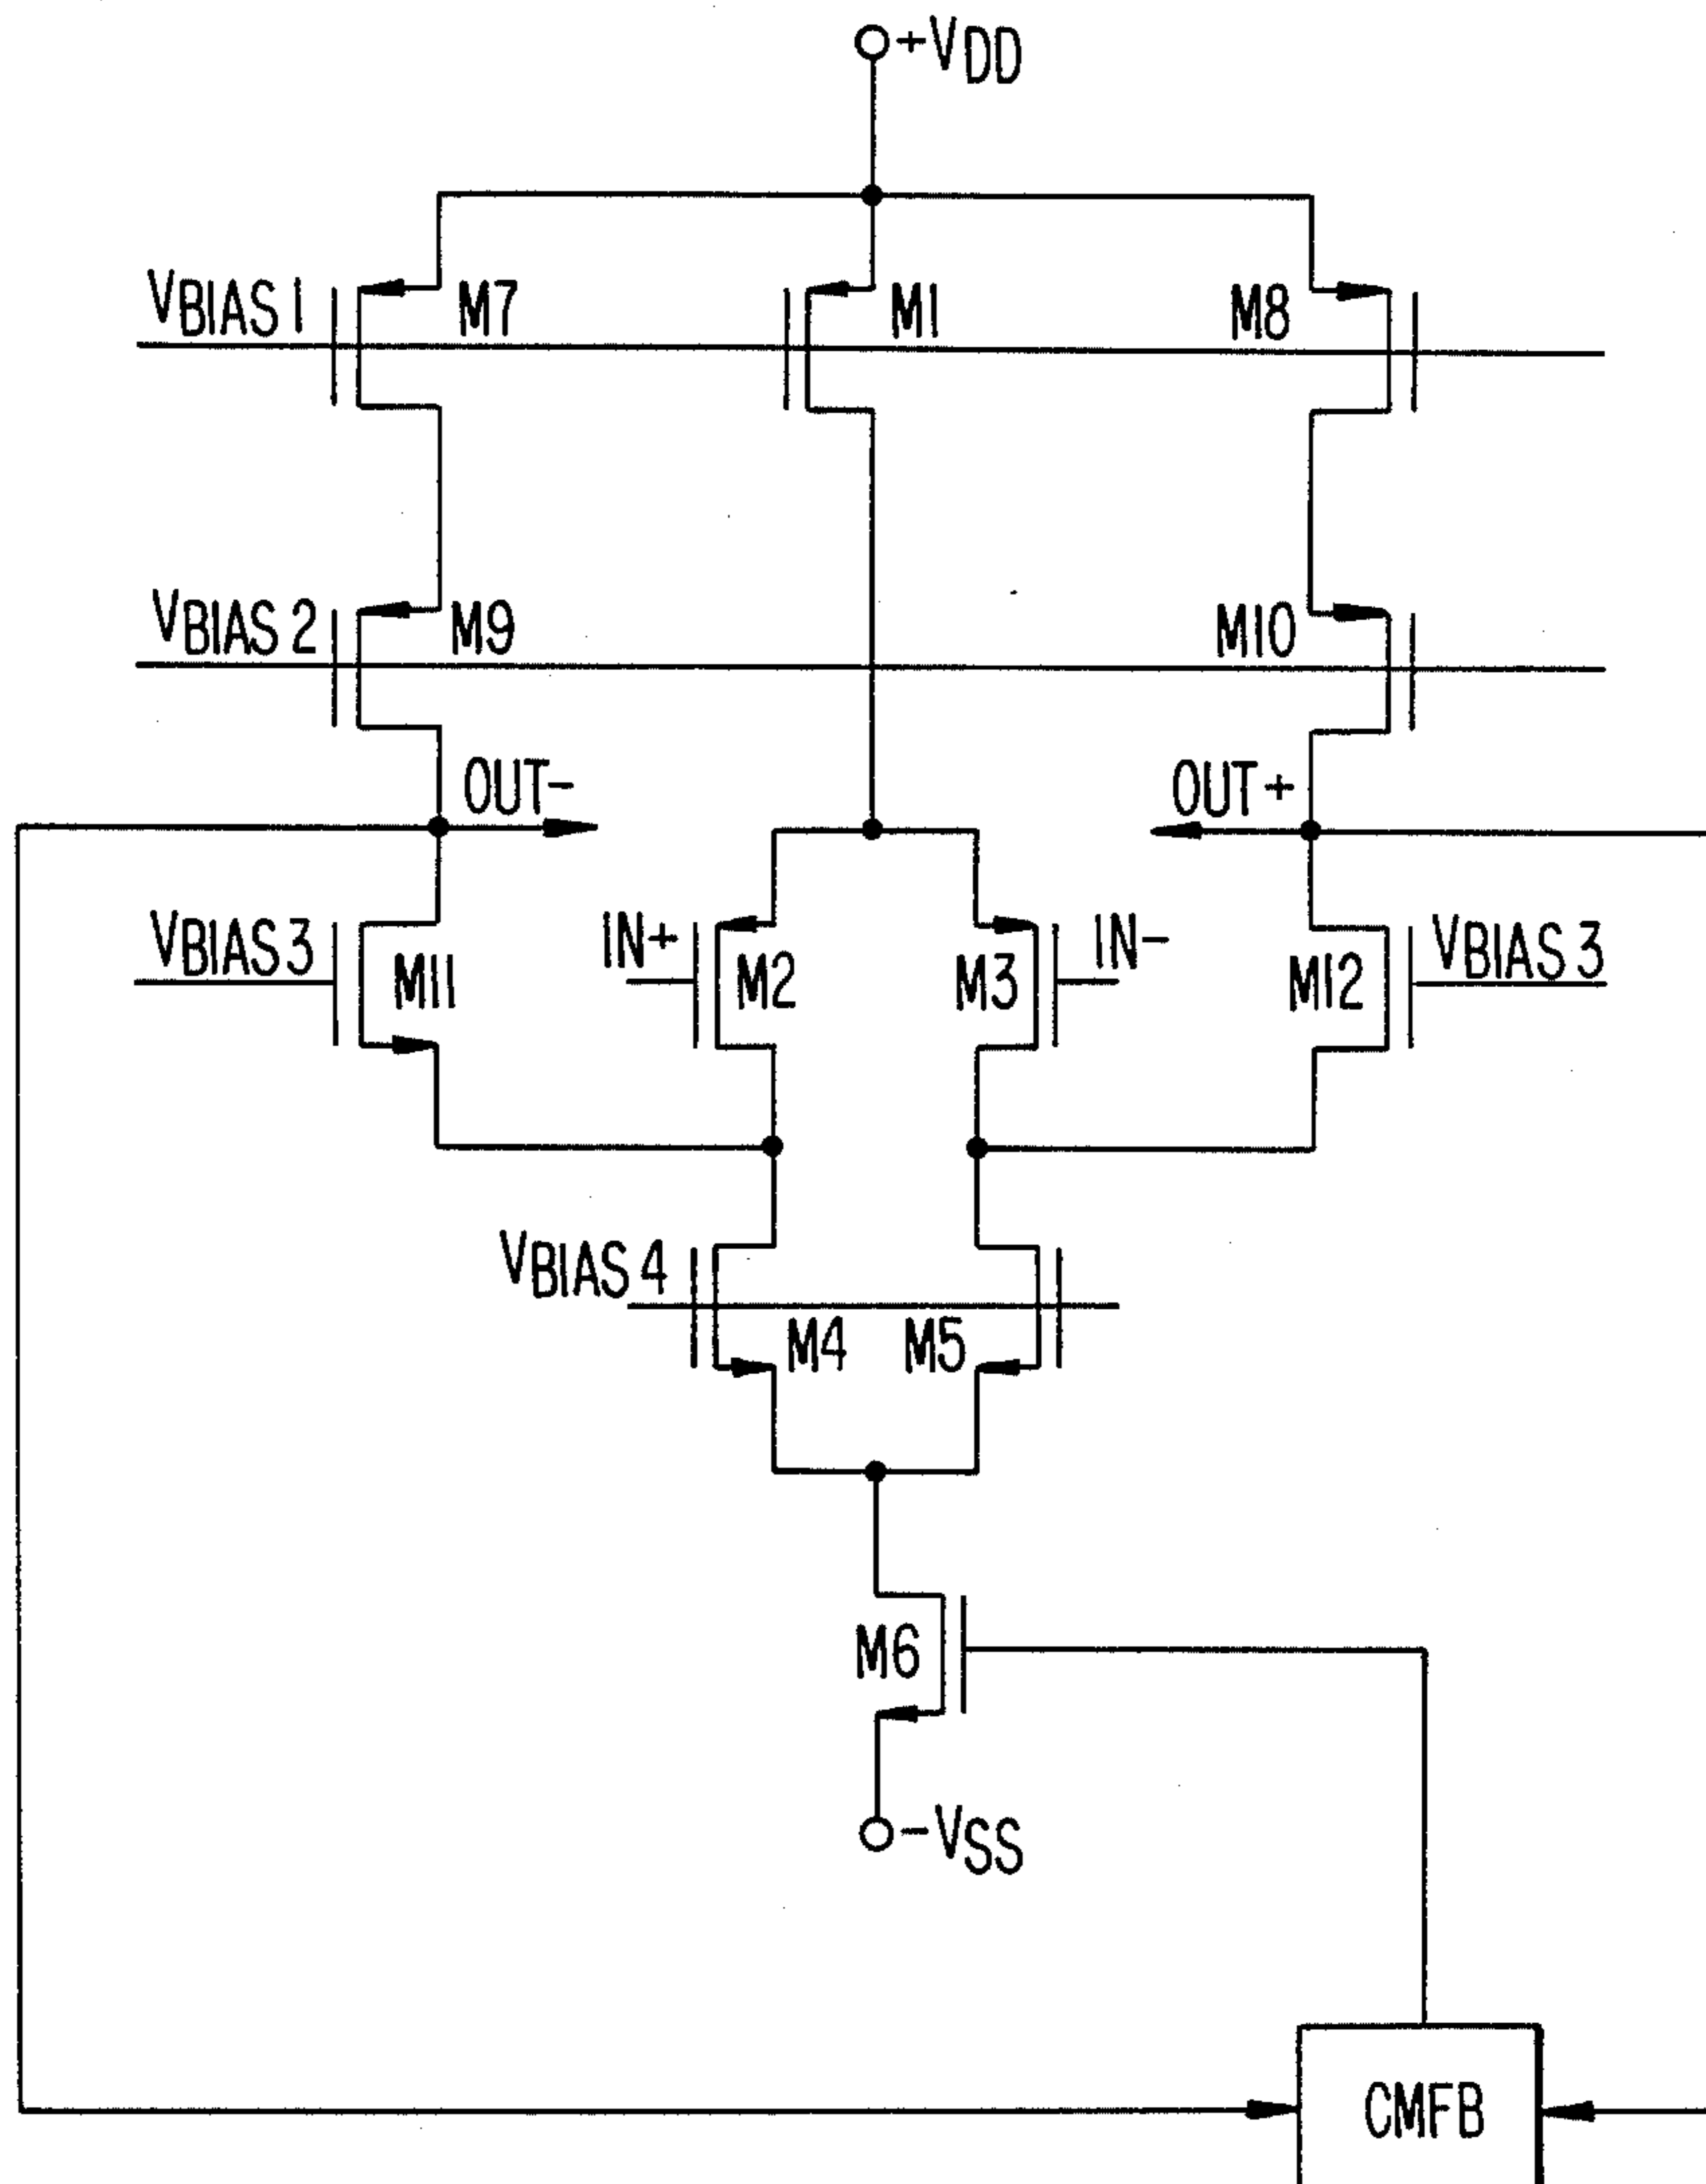 +VDD
VBIAS 1
M7
M1
M8
VBIAS 2
M9
M10
OUT-
OUT+
VBIAS 3
M11
IN+
M2
M3
IN-
M12
VBIAS 3
VBIAS 4
M4
M5
M6
-VSS
CMFB